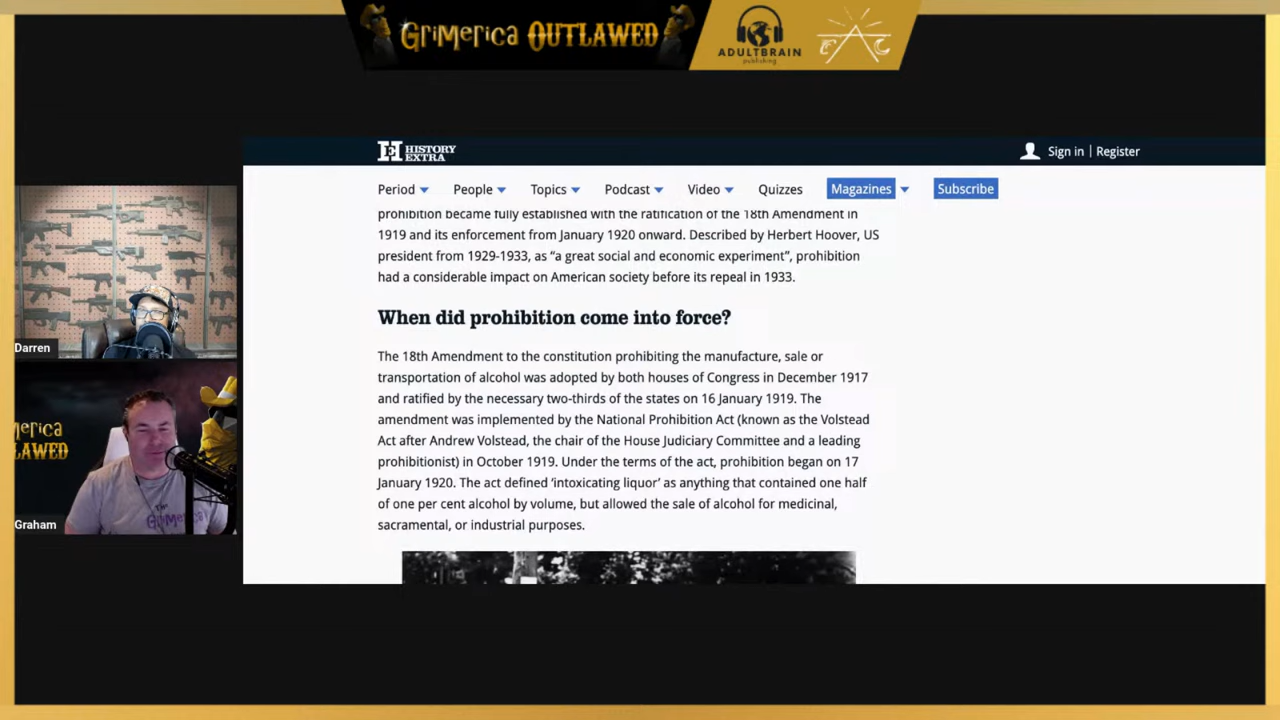 GriMerica OUTLAWED
ADULTBRAIN
publishing
HISTORY
EXTRA
Sign in | Register
Period
People
Topics
Podcast
Video
Quizzes
Magazines
Subscribe
prohibition became fully established with the ratification of the 18th Amendment in
1919 and its enforcement from January 1920 onward. Described by Herbert Hoover, US
president from 1929-1933, as “a great social and economic experiment”, prohibition
had a considerable impact on American society before its repeal in 1933.
When did prohibition come into force?
The 18th Amendment to the constitution prohibiting the manufacture, sale or
transportation of alcohol was adopted by both houses of Congress in December 1917
and ratified by the necessary two-thirds of the states on 16 January 1919. The
amendment was implemented by the National Prohibition Act (known as the Volstead
Act after Andrew Volstead, the chair of the House Judiciary Committee and a leading
prohibitionist) in October 1919. Under the terms of the act, prohibition began on 17
January 1920. The act defined ‘intoxicating liquor’ as anything that contained one half
of one per cent alcohol by volume, but allowed the sale of alcohol for medicinal,
sacramental, or industrial purposes.
Darren
merica
LAWED
Graham